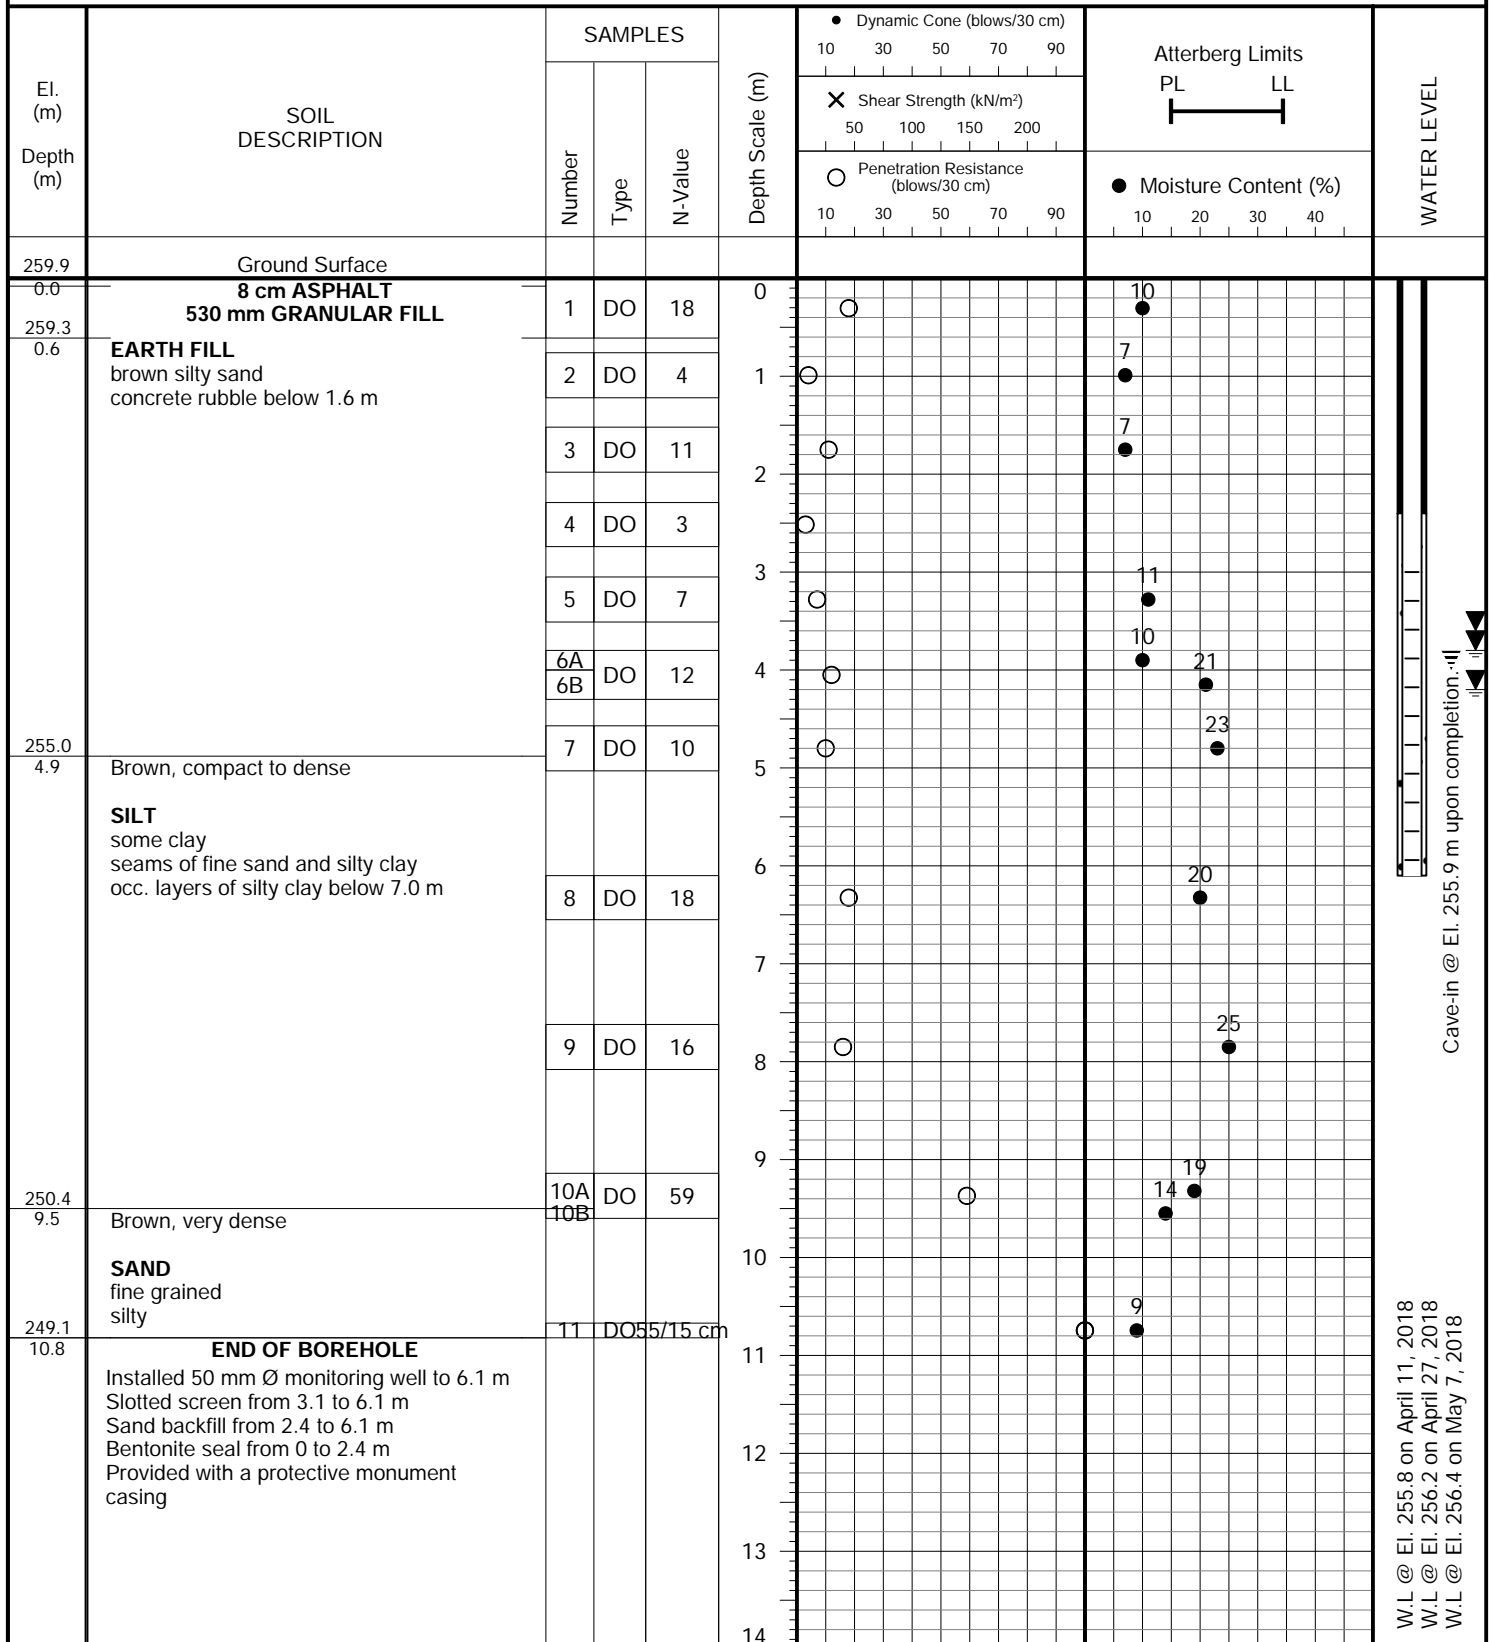 El.
(m)
Depth
(m)
SOIL
DESCRIPTION
SAMPLES
Number
Type
N-Value
Depth Scale (m)
● Dynamic Cone (blows/30 cm)
10 30 50 70 90
✕ Shear Strength (kN/m²)
50 100 150 200
○ Penetration Resistance
(blows/30 cm)
10 30 50 70 90
Atterberg Limits
PL LL
● Moisture Content (%)
10 20 30 40
WATER LEVEL
259.9
Ground Surface
0.0
8 cm ASPHALT
530 mm GRANULAR FILL
259.3
0.6
EARTH FILL
brown silty sand
concrete rubble below 1.6 m
255.0
4.9
Brown, compact to dense
SILT
some clay
seams of fine sand and silty clay
occ. layers of silty clay below 7.0 m
250.4
9.5
Brown, very dense
SAND
fine grained
silty
249.1
10.8
END OF BOREHOLE
Installed 50 mm Ø monitoring well to 6.1 m
Slotted screen from 3.1 to 6.1 m
Sand backfill from 2.4 to 6.1 m
Bentonite seal from 0 to 2.4 m
Provided with a protective monument
casing
1 DO 18
2 DO 4
3 DO 11
4 DO 3
5 DO 7
6A
6B
DO 12
7 DO 10
8 DO 18
9 DO 16
10A
10B
DO 59
11 DO 55/15 cm
0
1
2
3
4
5
6
7
8
9
10
11
12
13
14
10
7
7
11
10
21
23
20
25
19
14
9
Cave-in @ El. 255.9 m upon completion.
W.L @ El. 255.8 on April 11, 2018
W.L @ El. 256.2 on April 27, 2018
W.L @ El. 256.4 on May 7, 2018